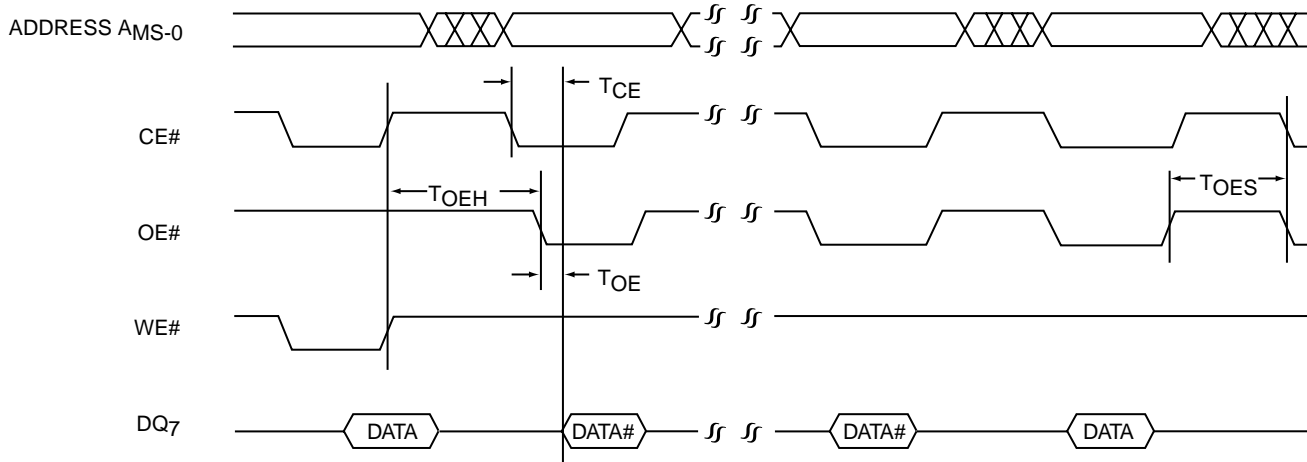 ADDRESS AMS-0
TCE
CE#
TOEH
TOES
OE#
TOE
WE#
DQ7
DATA
DATA#
DATA#
DATA